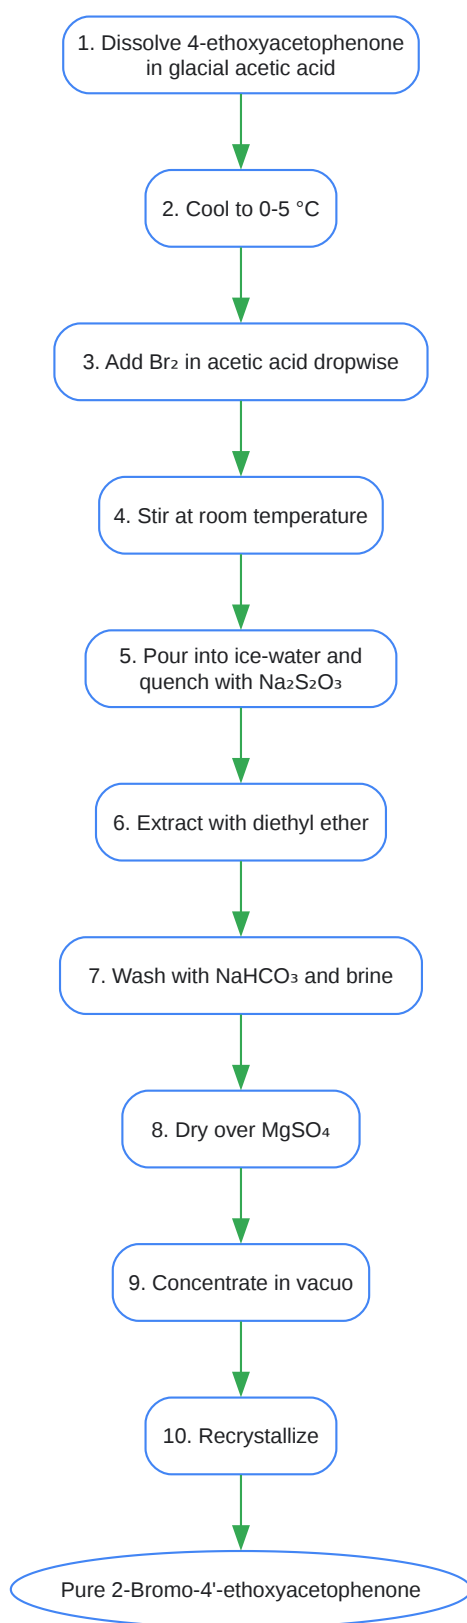 1. Dissolve 4-ethoxyacetophenone
in glacial acetic acid
2. Cool to 0-5 °C
3. Add Br₂ in acetic acid dropwise
4. Stir at room temperature
5. Pour into ice-water and
quench with Na₂S₂O₃
6. Extract with diethyl ether
7. Wash with NaHCO₃ and brine
8. Dry over MgSO₄
9. Concentrate in vacuo
10. Recrystallize
Pure 2-Bromo-4'-ethoxyacetophenone